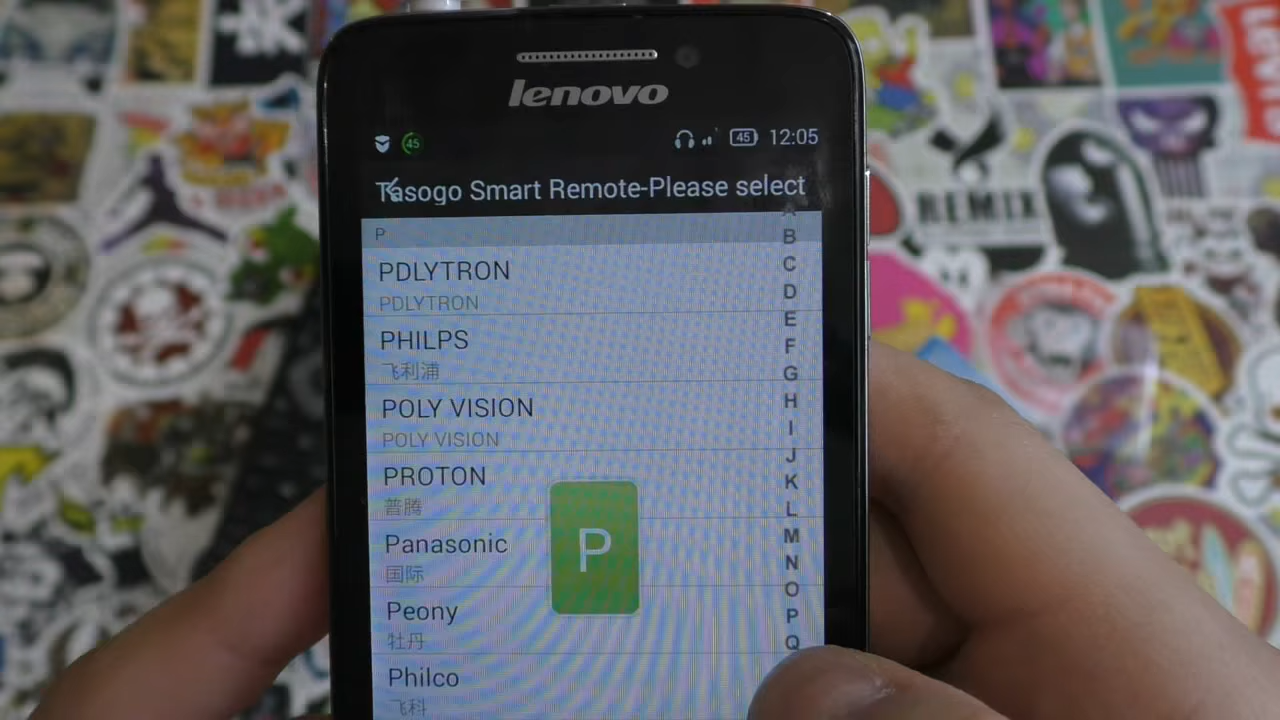 lenovo
45
45
12:05
Tasogo Smart Remote-Please select
P
PDLYTRON
PDLYTRON
PHILPS
飞利浦
POLY VISION
POLY VISION
PROTON
普腾
Panasonic
国际
Peony
牡丹
Philco
飞科
P
A
B
C
D
E
F
G
H
I
J
K
L
M
N
O
P
Q
REMIX